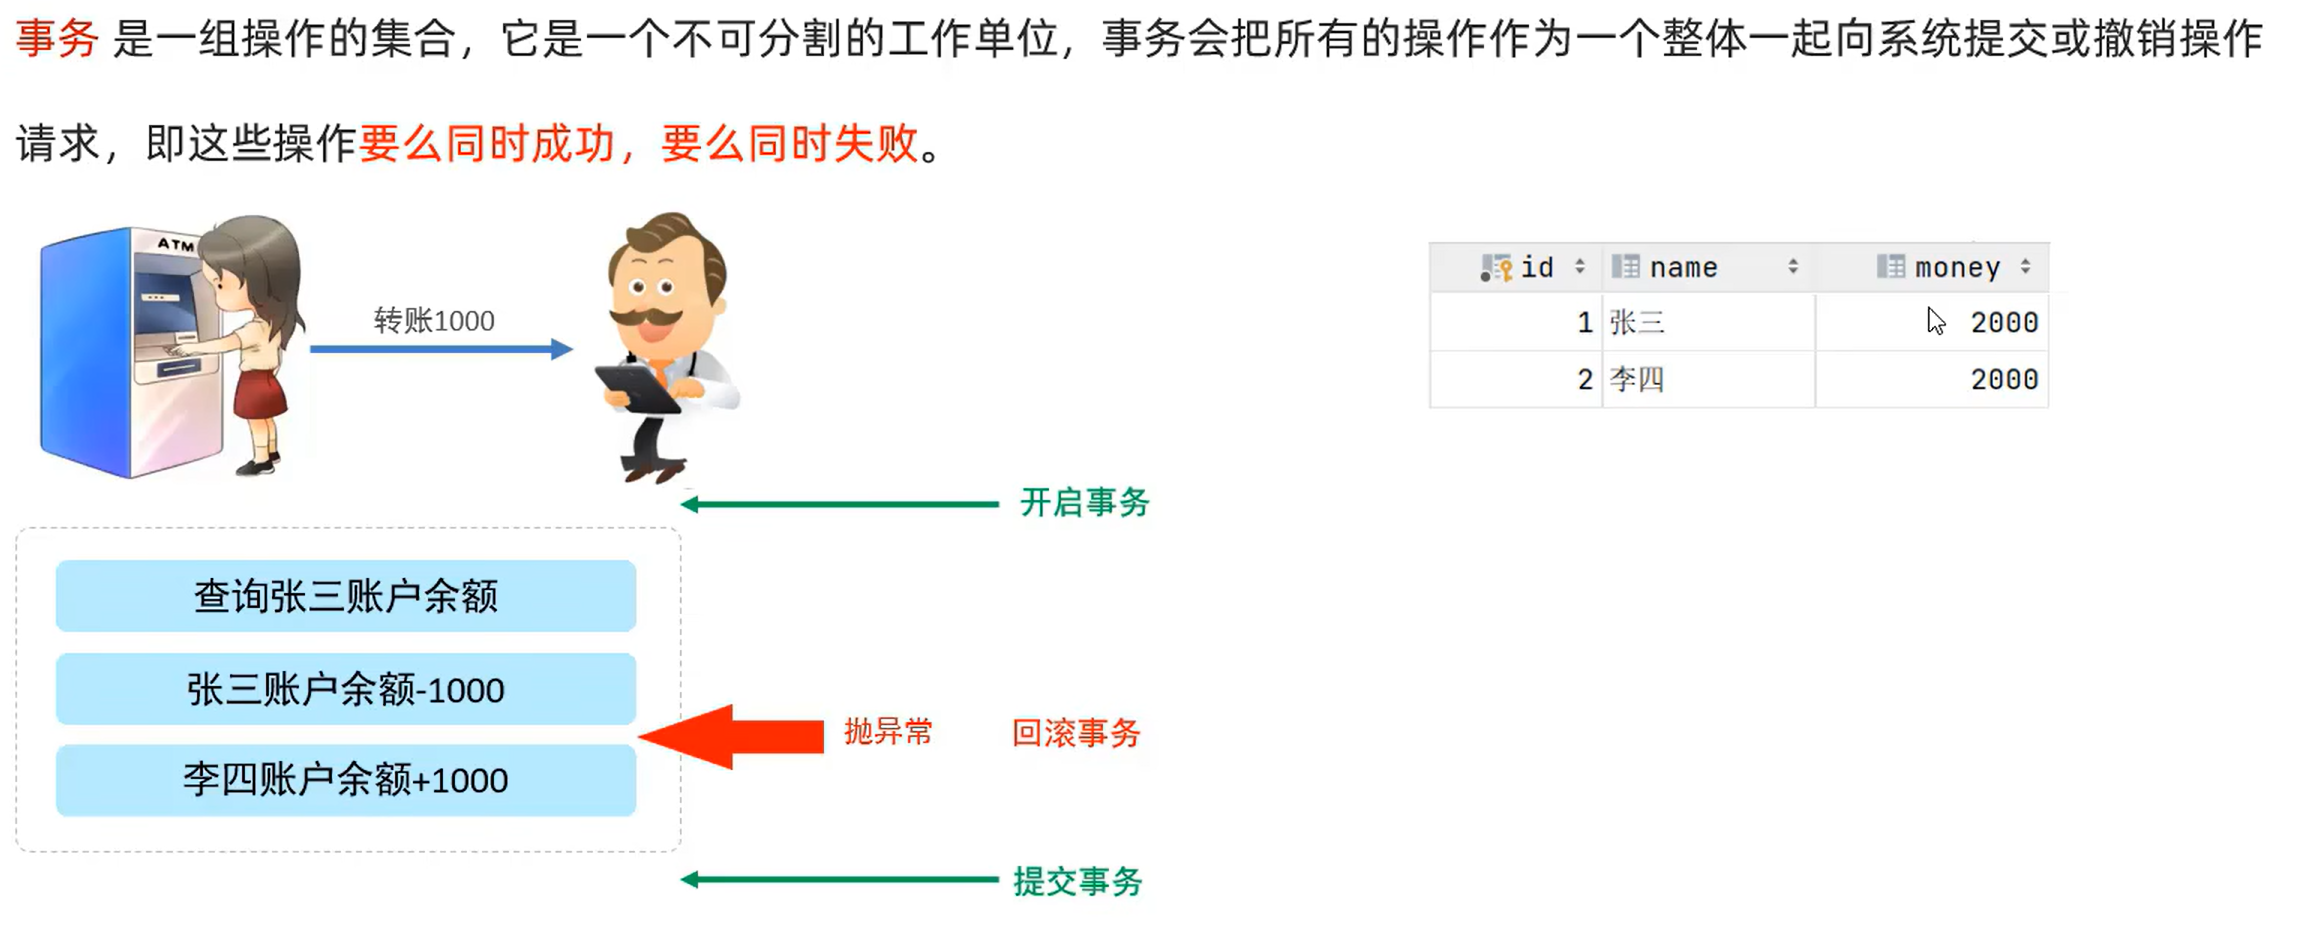 事务 是一组操作的集合，它是一个不可分割的工作单位，事务会把所有的操作作为一个整体一起向系统提交或撤销操作
请求，即这些操作要么同时成功，要么同时失败。
ATM
转账1000
id name money
1 张三 2000
2 李四 2000
开启事务
查询张三账户余额
张三账户余额-1000
抛异常 回滚事务
李四账户余额+1000
提交事务